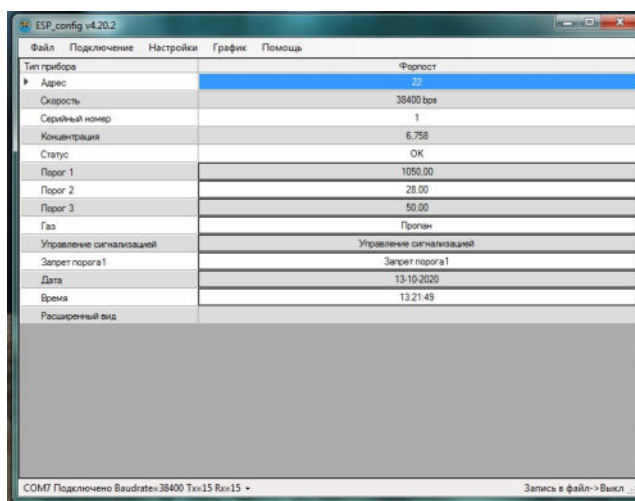 ESP_config v4.20.2
Файл Подключение Настройки График Помощь
Тип прибора Форпост
Адрес 22
Скорость 38400 bps
Серийный номер 1
Концентрация 6,758
Статус OK
Порог 1 1050,00
Порог 2 28,00
Порог 3 50,00
Газ Пропан
Управление сигнализацией Управление сигнализацией
Запрет порога1 Запрет порога1
Дата 13-10-2020
Время 13:21:49
Расширенный вид
COM7 Подключено Baudrate=38400 Tx=15 Rx=15 Запись в файл->Выкл